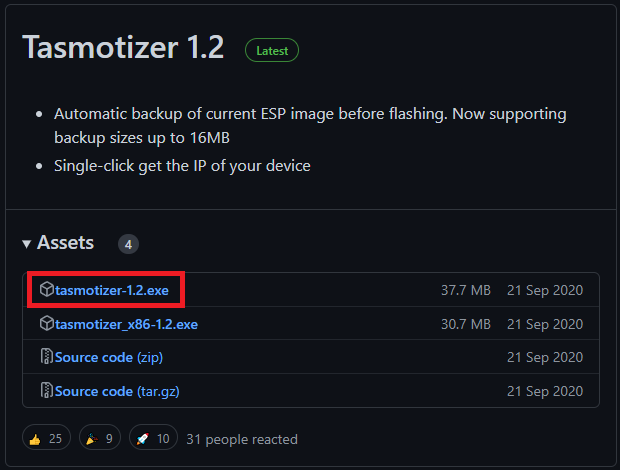 Tasmotizer 1.2 Latest
• Automatic backup of current ESP image before flashing. Now supporting
backup sizes up to 16MB
• Single-click get the IP of your device
Assets 4
tasmotizer-1.2.exe 37.7 MB 21 Sep 2020
tasmotizer_x86-1.2.exe 30.7 MB 21 Sep 2020
Source code (zip) 21 Sep 2020
Source code (tar.gz) 21 Sep 2020
👍 25 🎉 9 🚀 10 31 people reacted